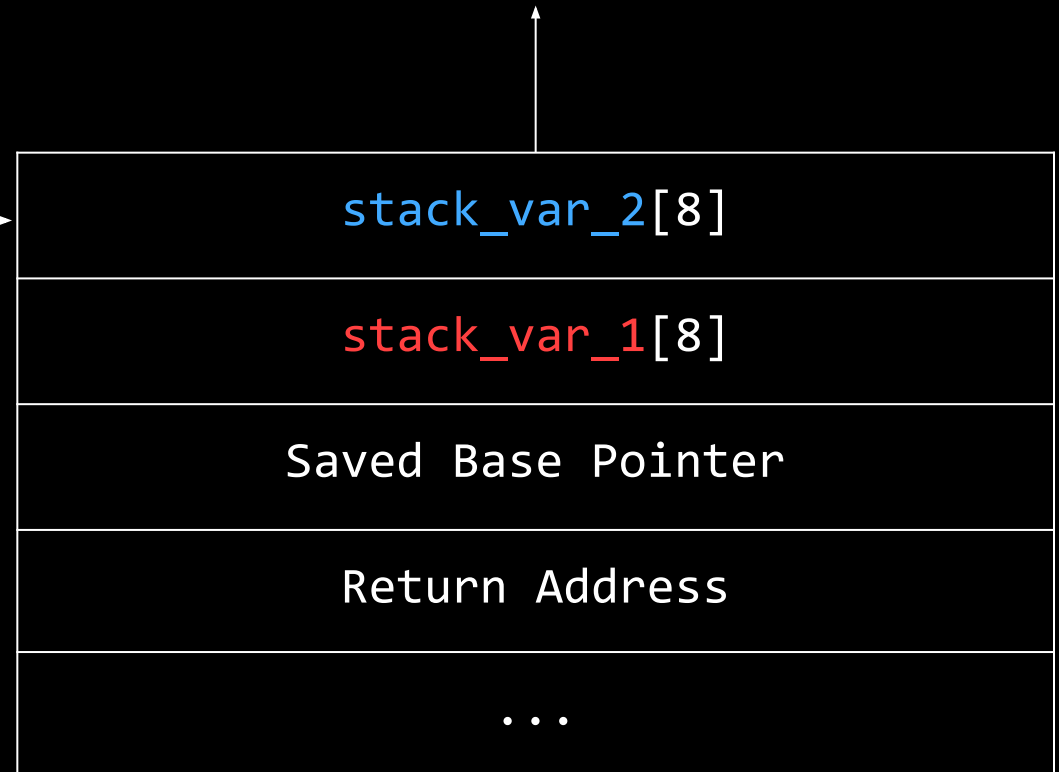 stack_var_2[8]
stack_var_1[8]
Saved Base Pointer
Return Address
...